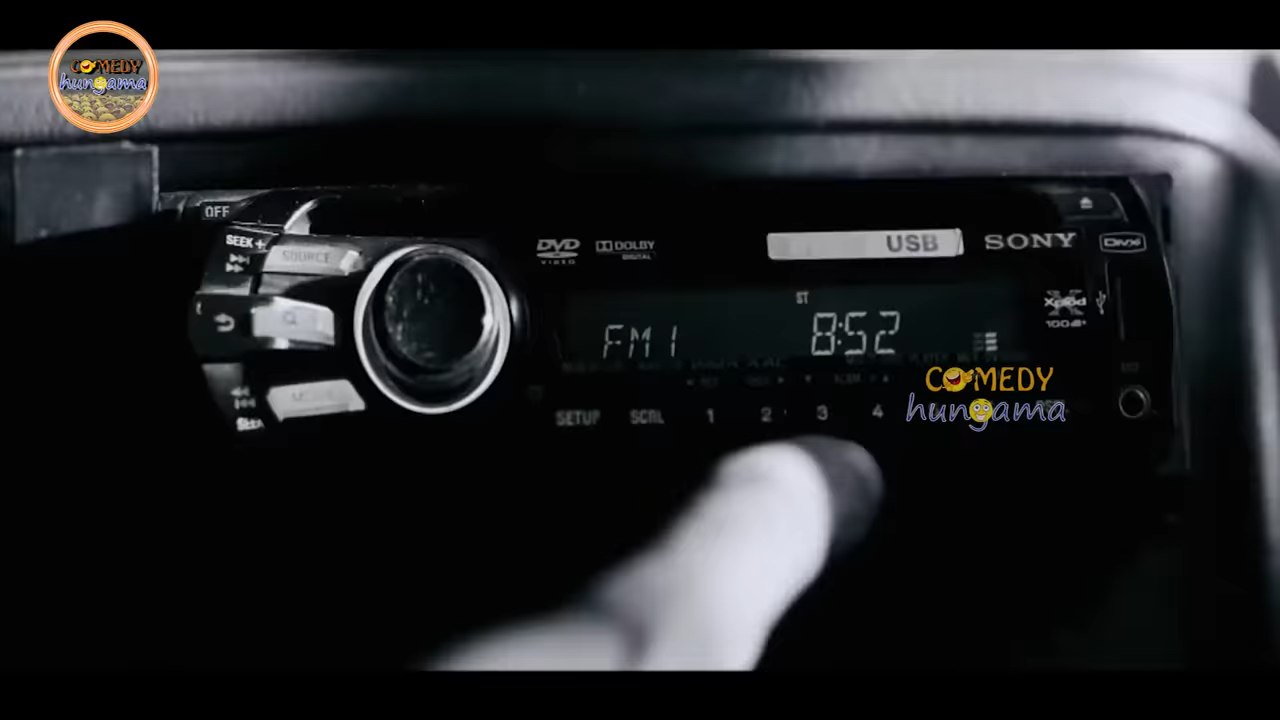 COMEDY
hungama
OFF
SEEK +
SOURCE
DVD
VIDEO
DOLBY
DIGITAL
USB
SONY
DIVX
ST
FM1
8:52
Xplod
COMEDY
hungama
SETUP
SCRL
1
2
3
4
SEEK